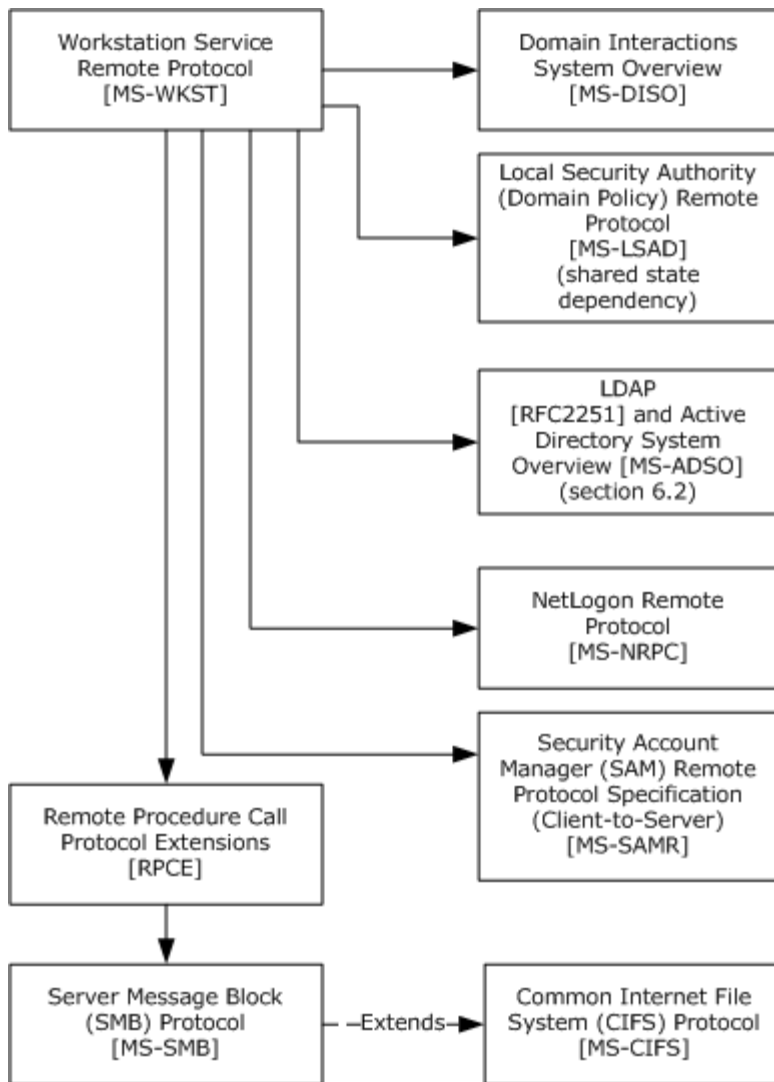 Workstation Service
Remote Protocol
[MS-WKST]
Domain Interactions
System Overview
[MS-DISO]
Local Security Authority
(Domain Policy) Remote
Protocol
[MS-LSAD]
(shared state
dependency)
LDAP
[RFC2251] and Active
Directory System
Overview [MS-ADSO]
(section 6.2)
NetLogon Remote
Protocol
[MS-NRPC]
Security Account
Manager (SAM) Remote
Protocol Specification
(Client-to-Server)
[MS-SAMR]
Remote Procedure Call
Protocol Extensions
[RPCE]
Server Message Block
(SMB) Protocol
[MS-SMB]
Extends
Common Internet File
System (CIFS) Protocol
[MS-CIFS]